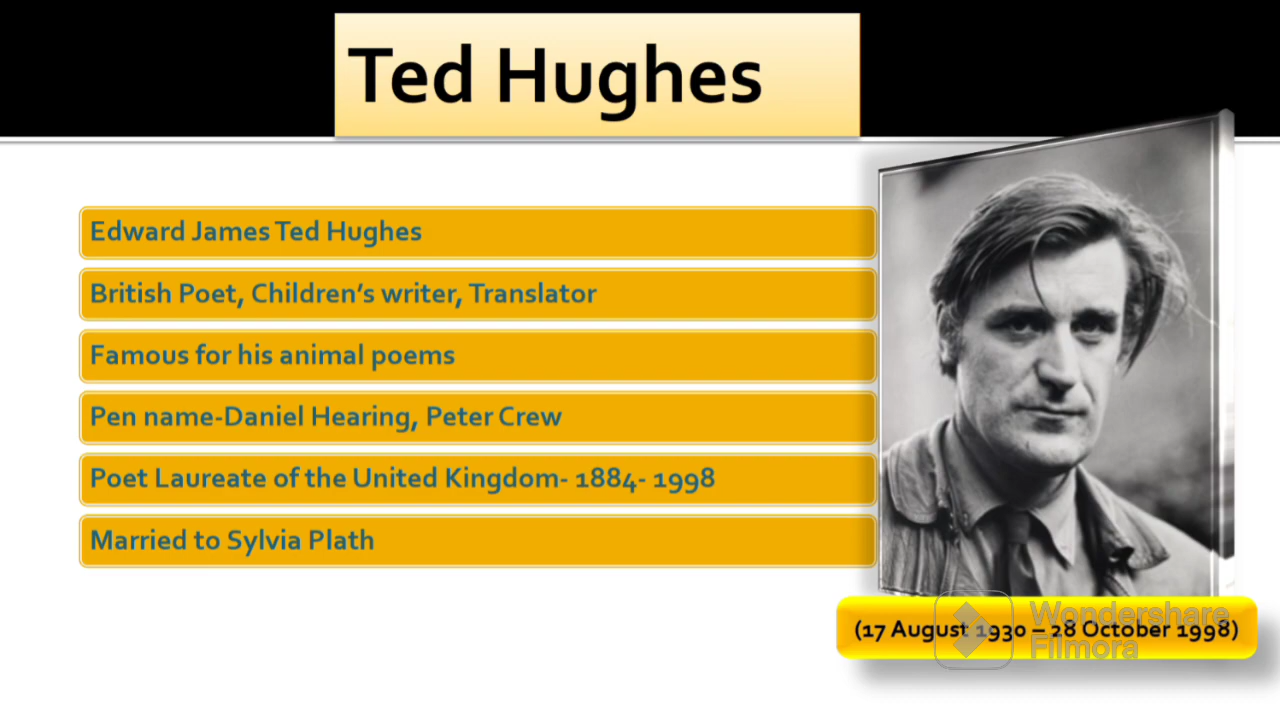 Ted Hughes
Edward James Ted Hughes
British Poet, Children's writer, Translator
Famous for his animal poems
Pen name-Daniel Hearing, Peter Crew
Poet Laureate of the United Kingdom- 1884- 1998
Married to Sylvia Plath
(17 August 1930 – 28 October 1998)
Wondershare
Filmora